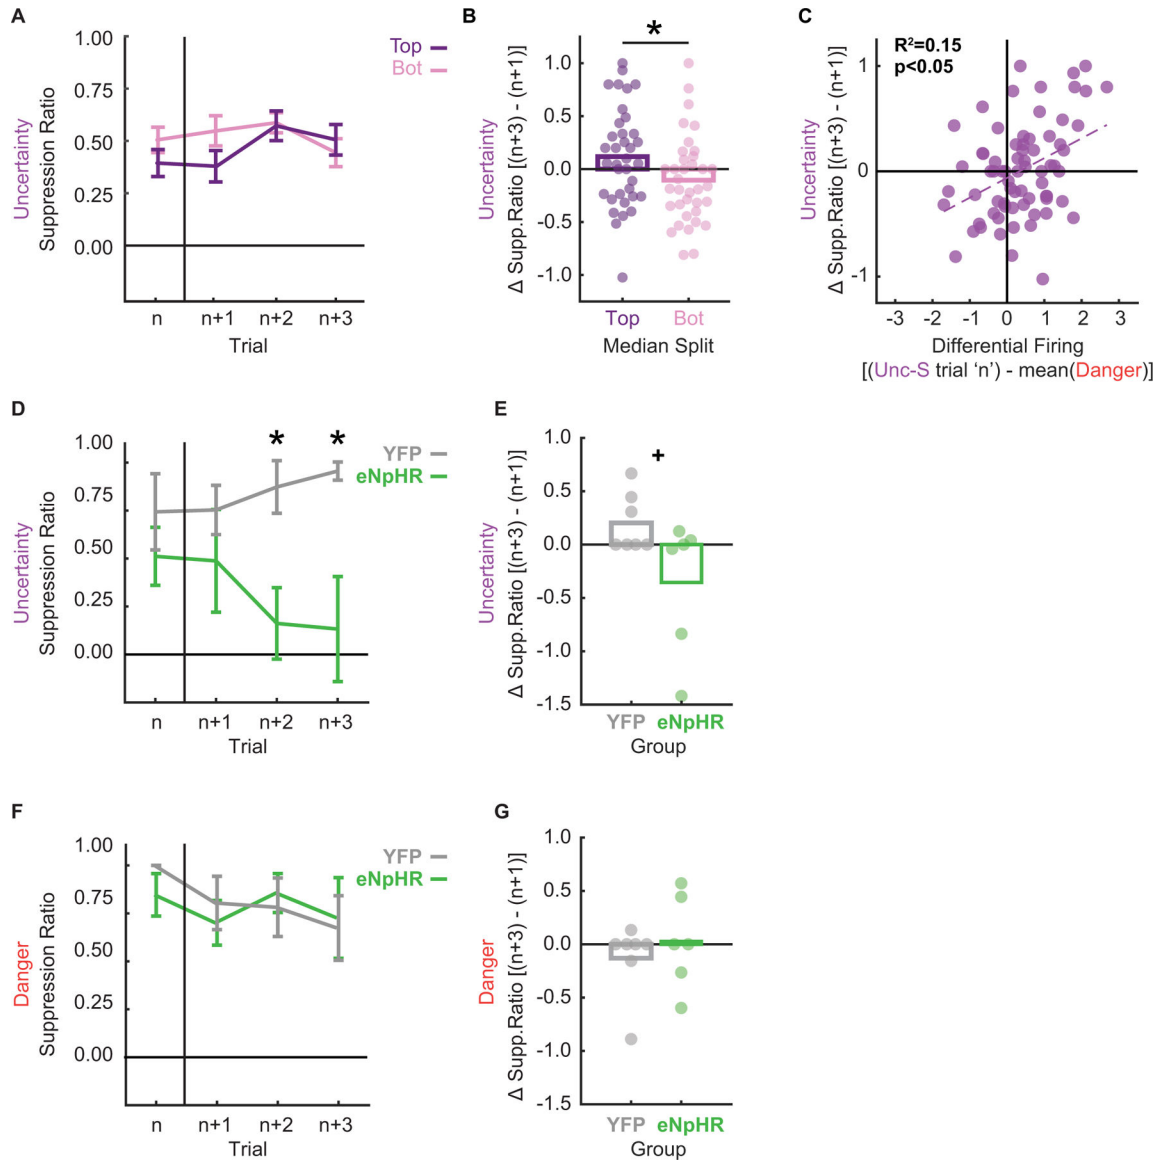 A
Uncertainty
Suppression Ratio
1.00
0.75
0.50
0.25
0.00
Top
Bot
n n+1 n+2 n+3
Trial
B
*
Uncertainty
Δ Supp.Ratio [(n+3) - (n+1)]
1.0
0.5
0.0
-0.5
-1.0
Top Bot
Median Split
C
R²=0.15
p<0.05
Uncertainty
Δ Supp.Ratio [(n+3) - (n+1)]
1
0
-1
-3 -2 -1 0 1 2 3
Differential Firing
[(Unc-S trial ‘n’) - mean(Danger)]
D
Uncertainty
Suppression Ratio
1.00
0.75
0.50
0.25
0.00
* *
YFP
eNpHR
n n+1 n+2 n+3
Trial
E
+
Uncertainty
Δ Supp.Ratio [(n+3) - (n+1)]
1.0
0.5
0.0
-0.5
-1.0
-1.5
YFP eNpHR
Group
F
Danger
Suppression Ratio
1.00
0.75
0.50
0.25
0.00
YFP
eNpHR
n n+1 n+2 n+3
Trial
G
Danger
Δ Supp.Ratio [(n+3) - (n+1)]
1.0
0.5
0.0
-0.5
-1.0
-1.5
YFP eNpHR
Group